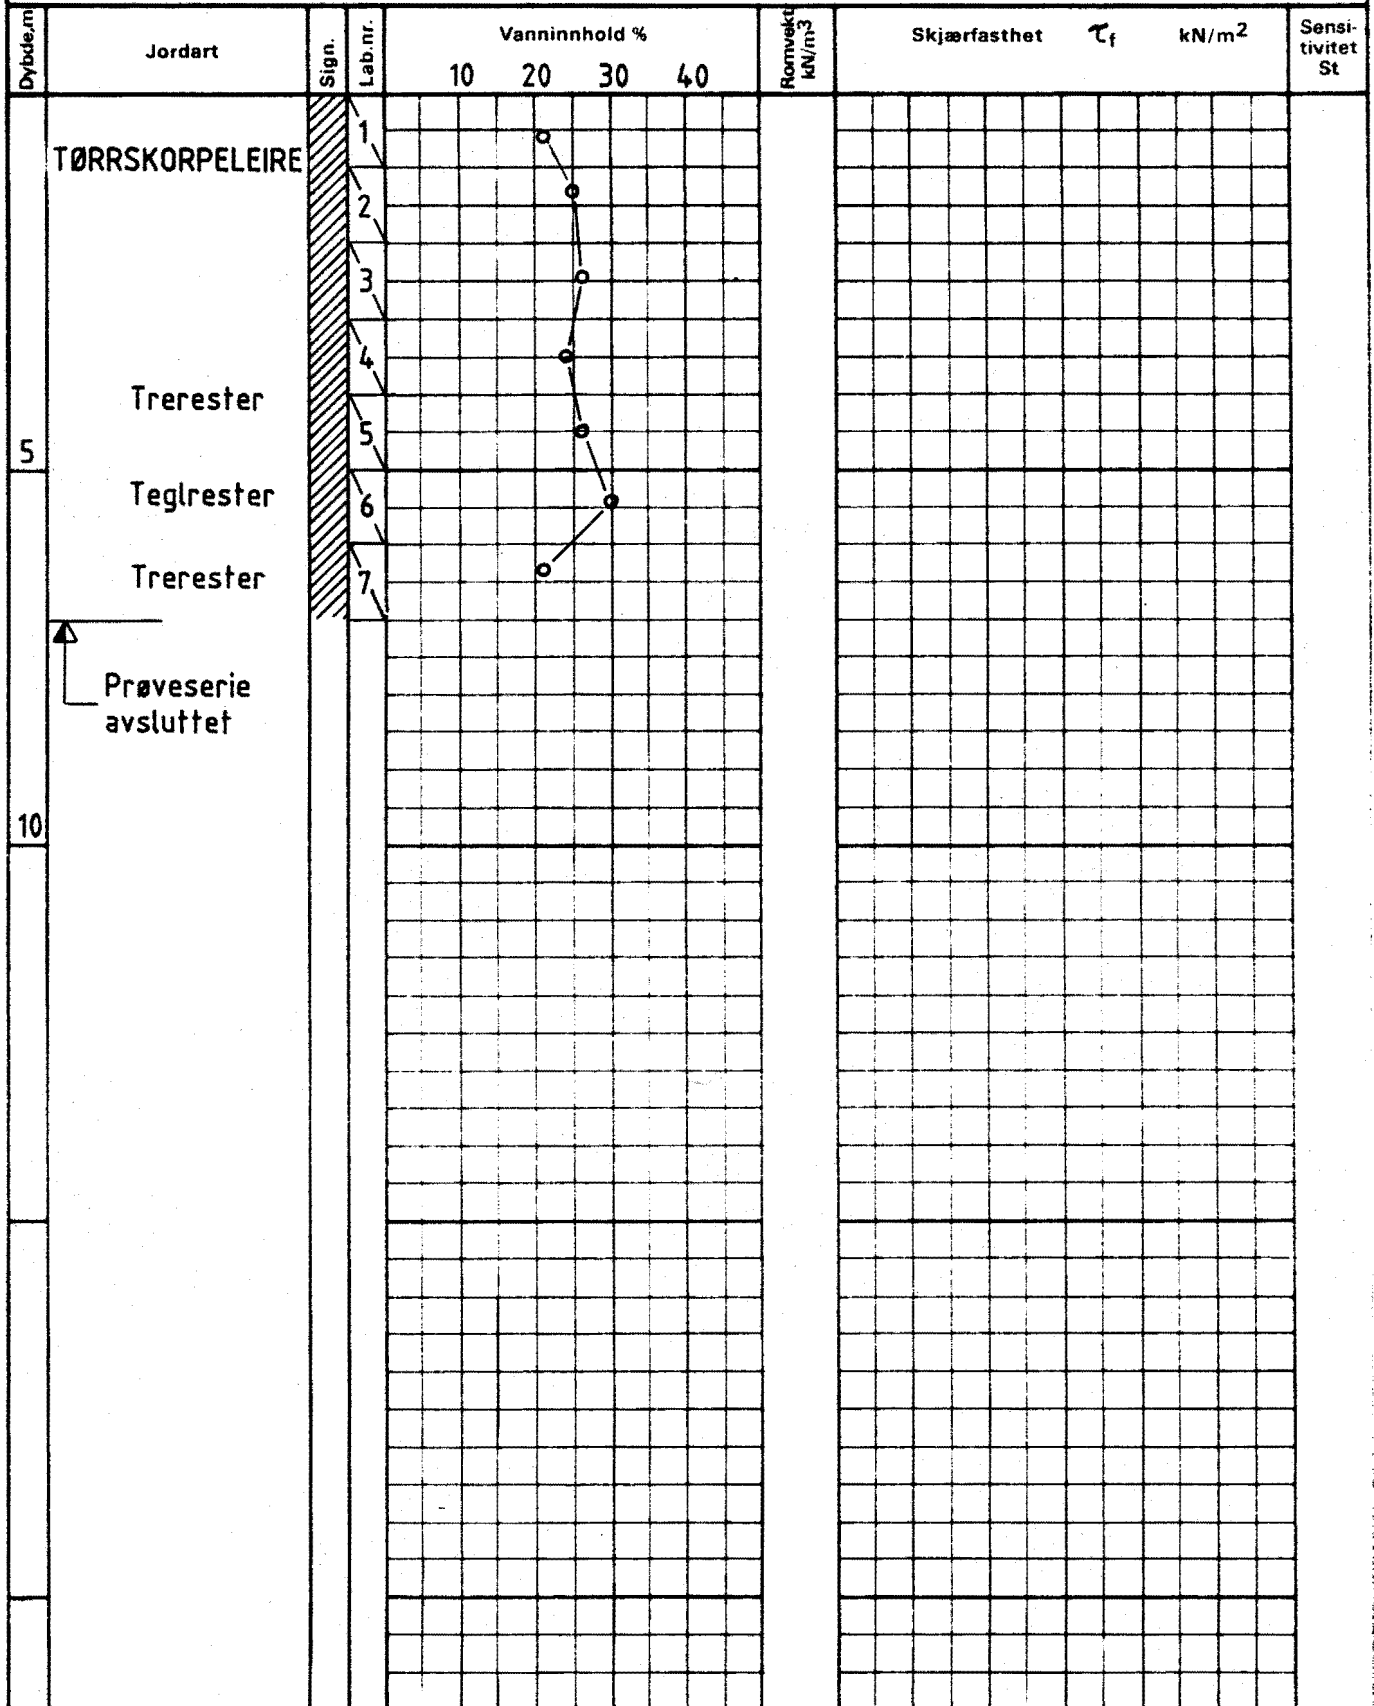 Dybde,m
Jordart
Sign.
Lab.nr.
Vanninnhold %
10 20 30 40
Romvekt kN/m³
Skjærfasthet τf kN/m²
Sensi-
tivitet
St
TØRRSKORPELEIRE
1
2
3
4
Trerester
5
5
Teglrester
6
Trerester
7
Prøveserie
avsluttet
10